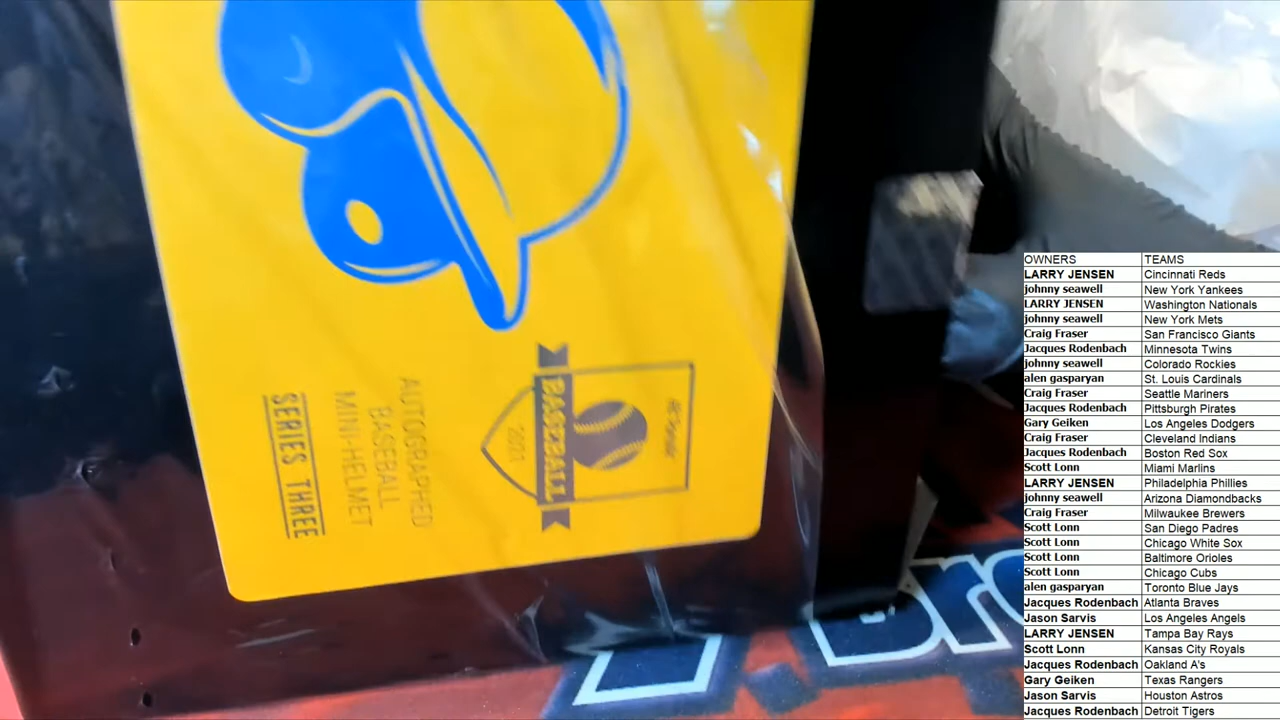 AUTOGRAPHED
BASEBALL
MINI-HELMET
SERIES THREE
BASEBALL
OWNERS TEAMS
LARRY JENSEN Cincinnati Reds
johnny seawell New York Yankees
LARRY JENSEN Washington Nationals
johnny seawell New York Mets
Craig Fraser San Francisco Giants
Jacques Rodenbach Minnesota Twins
johnny seawell Colorado Rockies
alen gasparyan St. Louis Cardinals
Craig Fraser Seattle Mariners
Jacques Rodenbach Pittsburgh Pirates
Gary Geiken Los Angeles Dodgers
Craig Fraser Cleveland Indians
Jacques Rodenbach Boston Red Sox
Scott Lonn Miami Marlins
LARRY JENSEN Philadelphia Phillies
johnny seawell Arizona Diamondbacks
Craig Fraser Milwaukee Brewers
Scott Lonn San Diego Padres
Scott Lonn Chicago White Sox
Scott Lonn Baltimore Orioles
Scott Lonn Chicago Cubs
alen gasparyan Toronto Blue Jays
Jacques Rodenbach Atlanta Braves
Jason Sarvis Los Angeles Angels
LARRY JENSEN Tampa Bay Rays
Scott Lonn Kansas City Royals
Jacques Rodenbach Oakland A's
Gary Geiken Texas Rangers
Jason Sarvis Houston Astros
Jacques Rodenbach Detroit Tigers